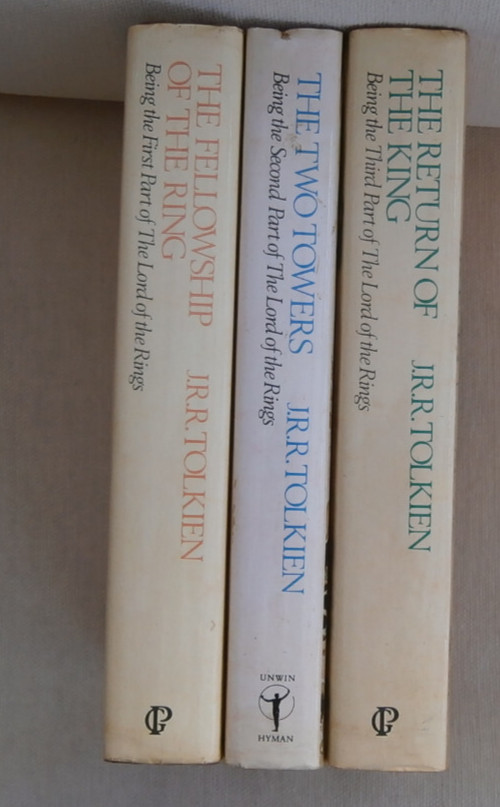 THE FELLOWSHIP
OF THE RING
Being the First Part of The Lord of the Rings
J.R.R.TOLKIEN
THE TWO TOWERS
Being the Second Part of The Lord of the Rings
J.R.R.TOLKIEN
UNWIN
HYMAN
THE RETURN OF
THE KING
Being the Third Part of The Lord of the Rings
J.R.R.TOLKIEN